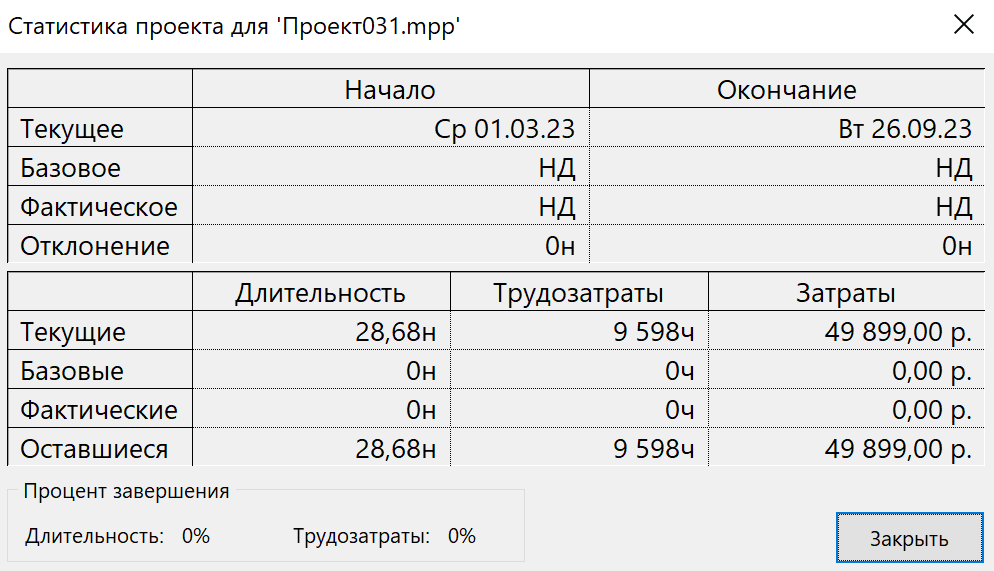 Статистика проекта для 'Проект031.mpp'
Начало Окончание
Текущее Ср 01.03.23 Вт 26.09.23
Базовое НД НД
Фактическое НД НД
Отклонение 0н 0н
Длительность Трудозатраты Затраты
Текущие 28,68н 9 598ч 49 899,00 р.
Базовые 0н 0ч 0,00 р.
Фактические 0н 0ч 0,00 р.
Оставшиеся 28,68н 9 598ч 49 899,00 р.
Процент завершения
Длительность: 0% Трудозатраты: 0%
Закрыть